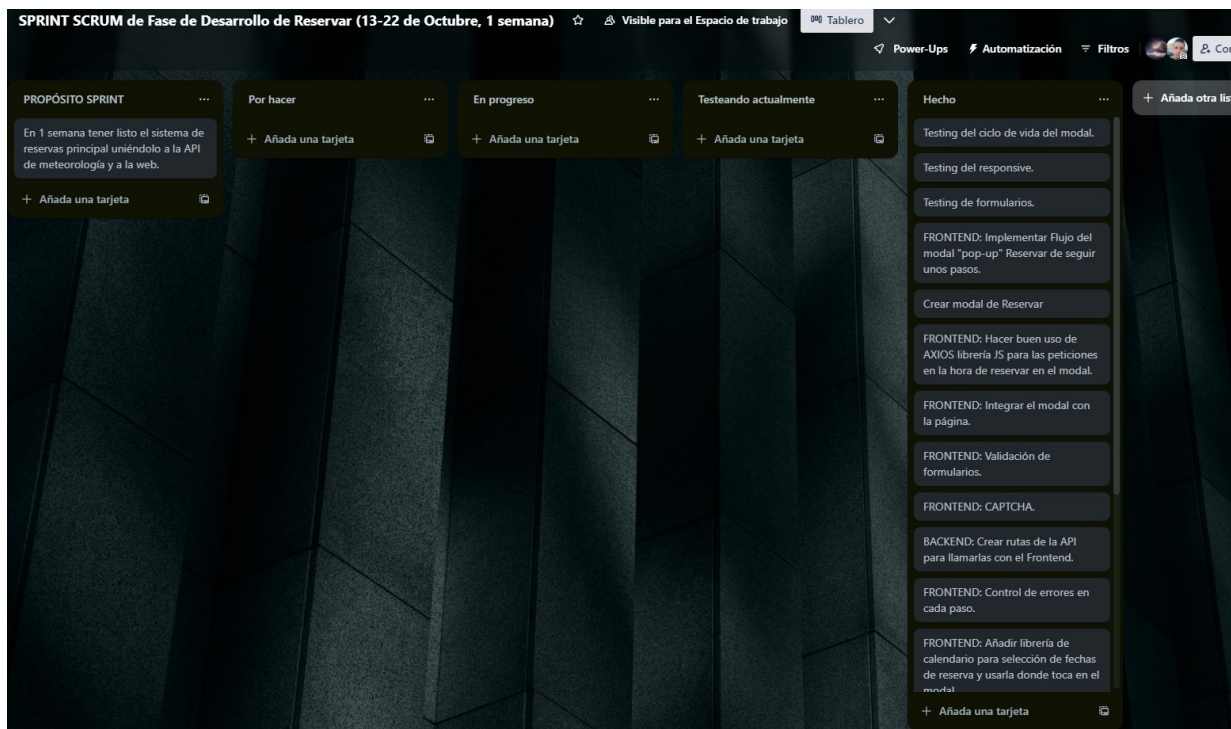 SPRINT SCRUM de Fase de Desarrollo de Reservar (13-22 de Octubre, 1 semana)
Visible para el Espacio de trabajo
Tablero
Power-Ups
Automatización
Filtros
PROPÓSITO SPRINT
En 1 semana tener listo el sistema de
reservas principal uniéndolo a la API
de meteorología y a la web.
+ Añada una tarjeta
Por hacer
+ Añada una tarjeta
En progreso
+ Añada una tarjeta
Testeando actualmente
+ Añada una tarjeta
Hecho
Testing del ciclo de vida del modal.
Testing del responsive.
Testing de formularios.
FRONTEND: Implementar Flujo del
modal "pop-up" Reservar de seguir
unos pasos.
Crear modal de Reservar
FRONTEND: Hacer buen uso de
AXIOS librería JS para las peticiones
en la hora de reservar en el modal.
FRONTEND: Integrar el modal con
la página.
FRONTEND: Validación de
formularios.
FRONTEND: CAPTCHA.
BACKEND: Crear rutas de la API
para llamarlas con el Frontend.
FRONTEND: Control de errores en
cada paso.
FRONTEND: Añadir librería de
calendario para selección de fechas
de reserva y usarla donde toca en el
modal
+ Añada una tarjeta
+ Añada otra lis